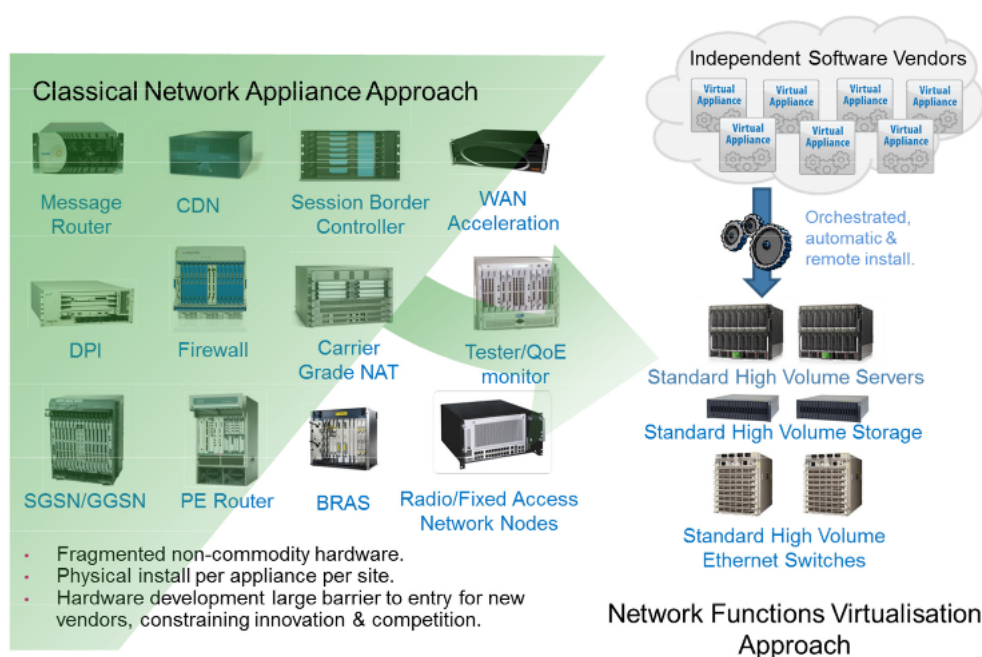 Classical Network Appliance Approach
Message
Router
CDN
Session Border
Controller
WAN
Acceleration
DPI
Firewall
Carrier
Grade NAT
Tester/QoE
monitor
SGSN/GGSN
PE Router
BRAS
Radio/Fixed Access
Network Nodes
• Fragmented non-commodity hardware.
• Physical install per appliance per site.
• Hardware development large barrier to entry for new
vendors, constraining innovation & competition.
Independent Software Vendors
Virtual
Appliance
Virtual
Appliance
Virtual
Appliance
Virtual
Appliance
Virtual
Appliance
Virtual
Appliance
Virtual
Appliance
Orchestrated,
automatic &
remote install.
Standard High Volume Servers
Standard High Volume Storage
Standard High Volume
Ethernet Switches
Network Functions Virtualisation
Approach